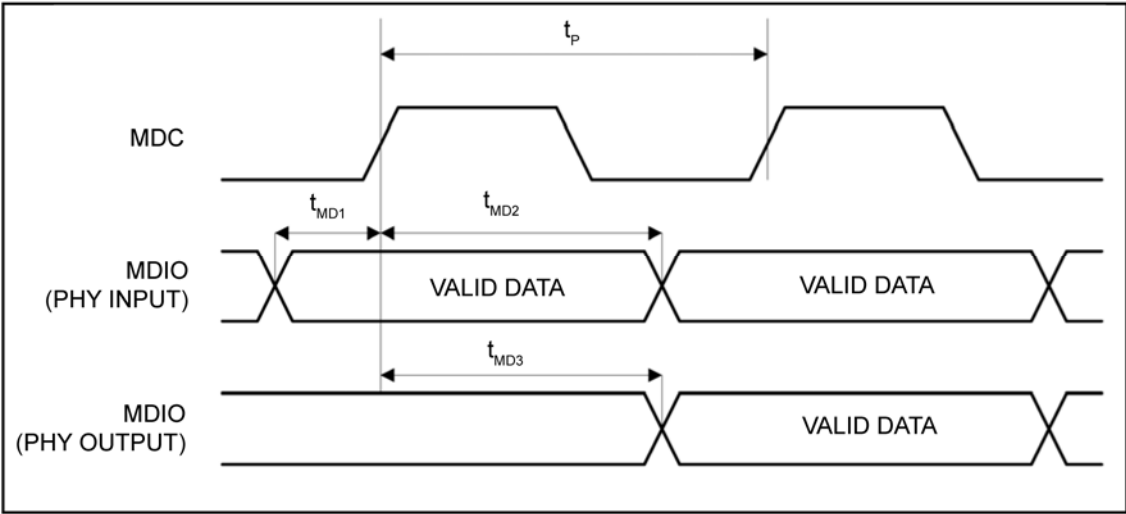 tP
MDC
tMD1
tMD2
MDIO
(PHY INPUT)
VALID DATA
VALID DATA
tMD3
MDIO
(PHY OUTPUT)
VALID DATA